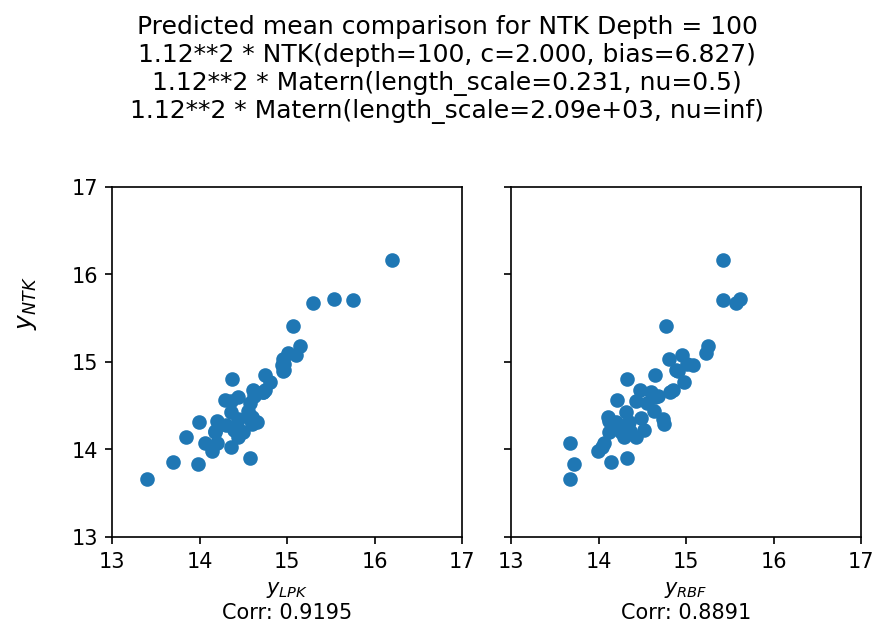 Predicted mean comparison for NTK Depth = 100
1.12**2 * NTK(depth=100, c=2.000, bias=6.827)
1.12**2 * Matern(length_scale=0.231, nu=0.5)
1.12**2 * Matern(length_scale=2.09e+03, nu=inf)
17
16
15
14
13
y_NTK
13 14 15 16 17
y_LPK
Corr: 0.9195
13 14 15 16 17
y_RBF
Corr: 0.8891